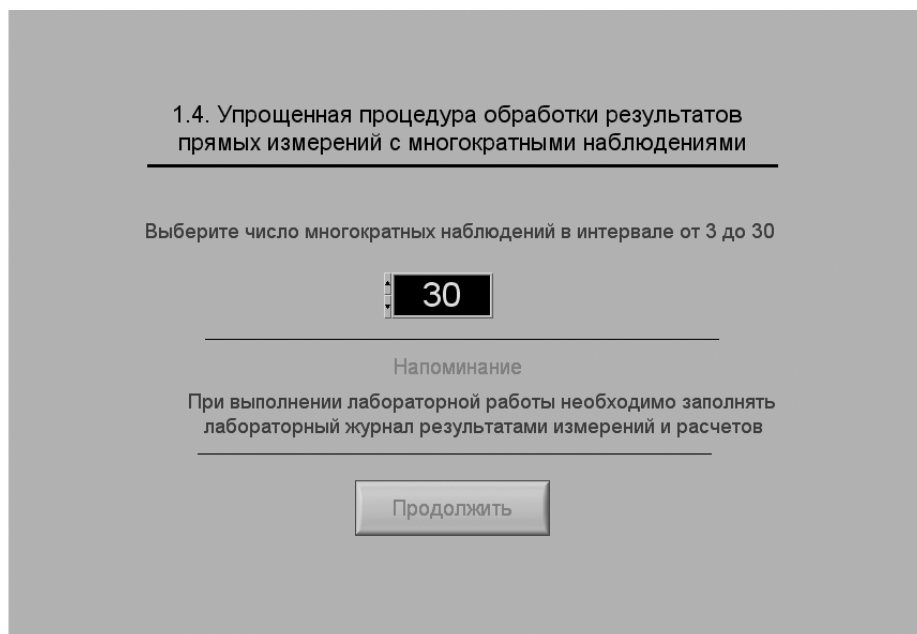 1.4. Упрощенная процедура обработки результатов
прямых измерений с многократными наблюдениями
Выберите число многократных наблюдений в интервале от 3 до 30
30
Напоминание
При выполнении лабораторной работы необходимо заполнять
лабораторный журнал результатами измерений и расчетов
Продолжить